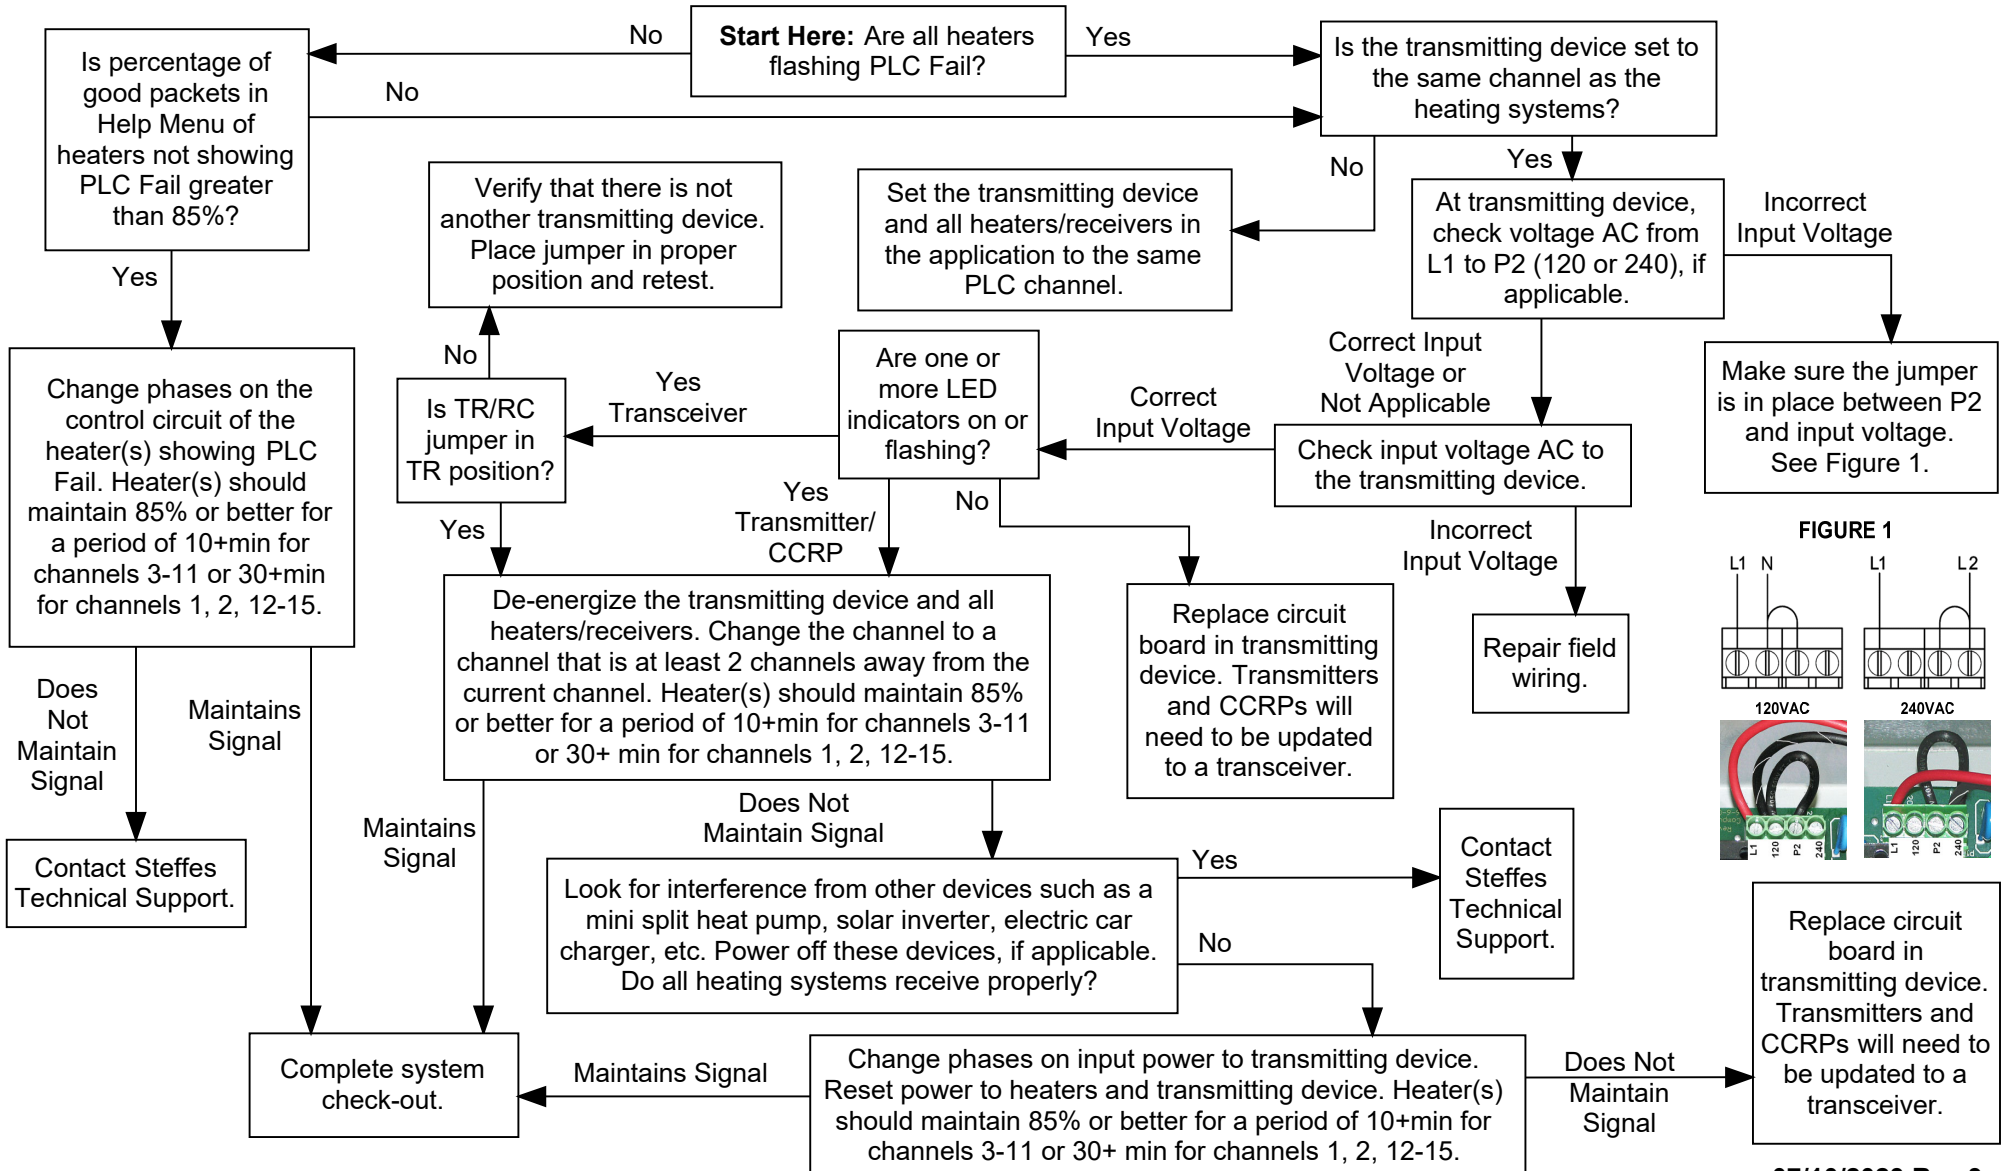 Start Here: Are all heaters
flashing PLC Fail?
No
Yes
Is percentage of
good packets in
Help Menu of
heaters not showing
PLC Fail greater
than 85%?
No
Yes
Is the transmitting device set to
the same channel as the
heating systems?
No
Yes
Verify that there is not
another transmitting device.
Place jumper in proper
position and retest.
Set the transmitting device
and all heaters/receivers in
the application to the same
PLC channel.
At transmitting device,
check voltage AC from
L1 to P2 (120 or 240), if
applicable.
Incorrect
Input Voltage
Correct Input
Voltage or
Not Applicable
Make sure the jumper
is in place between P2
and input voltage.
See Figure 1.
Change phases on the
control circuit of the
heater(s) showing PLC
Fail. Heater(s) should
maintain 85% or better for
a period of 10+min for
channels 3-11 or 30+min
for channels 1, 2, 12-15.
No
Is TR/RC
jumper in
TR position?
Yes
Yes
Transceiver
Are one or
more LED
indicators on or
flashing?
Yes
Transmitter/
CCRP
No
Correct
Input Voltage
Check input voltage AC to
the transmitting device.
Incorrect
Input Voltage
Repair field
wiring.
Replace circuit
board in transmitting
device. Transmitters
and CCRPs will
need to be updated
to a transceiver.
FIGURE 1
L1 N
L1 L2
120VAC
240VAC
L1 120 P2 240
L1 120 P2 240
De-energize the transmitting device and all
heaters/receivers. Change the channel to a
channel that is at least 2 channels away from the
current channel. Heater(s) should maintain 85%
or better for a period of 10+min for channels 3-11
or 30+ min for channels 1, 2, 12-15.
Does
Not
Maintain
Signal
Maintains
Signal
Contact Steffes
Technical Support.
Maintains
Signal
Does Not
Maintain Signal
Look for interference from other devices such as a
mini split heat pump, solar inverter, electric car
charger, etc. Power off these devices, if applicable.
Do all heating systems receive properly?
Yes
No
Contact
Steffes
Technical
Support.
Complete system
check-out.
Maintains Signal
Change phases on input power to transmitting device.
Reset power to heaters and transmitting device. Heater(s)
should maintain 85% or better for a period of 10+min for
channels 3-11 or 30+ min for channels 1, 2, 12-15.
Does Not
Maintain
Signal
Replace circuit
board in
transmitting device.
Transmitters and
CCRPs will need to
be updated to a
transceiver.